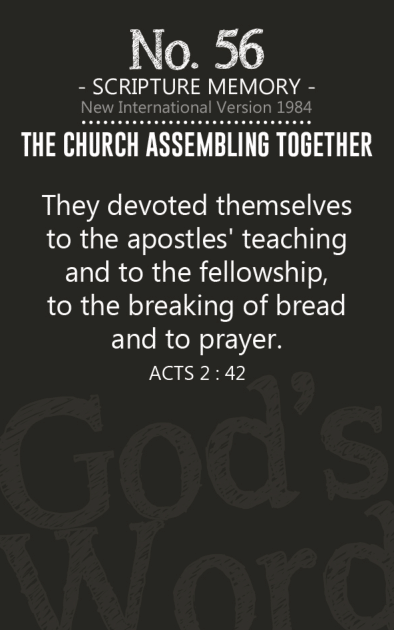 No. 56
- SCRIPTURE MEMORY -
New International Version 1984
THE CHURCH ASSEMBLING TOGETHER
They devoted themselves
to the apostles' teaching
and to the fellowship,
to the breaking of bread
and to prayer.
ACTS 2 : 42
God's
Word